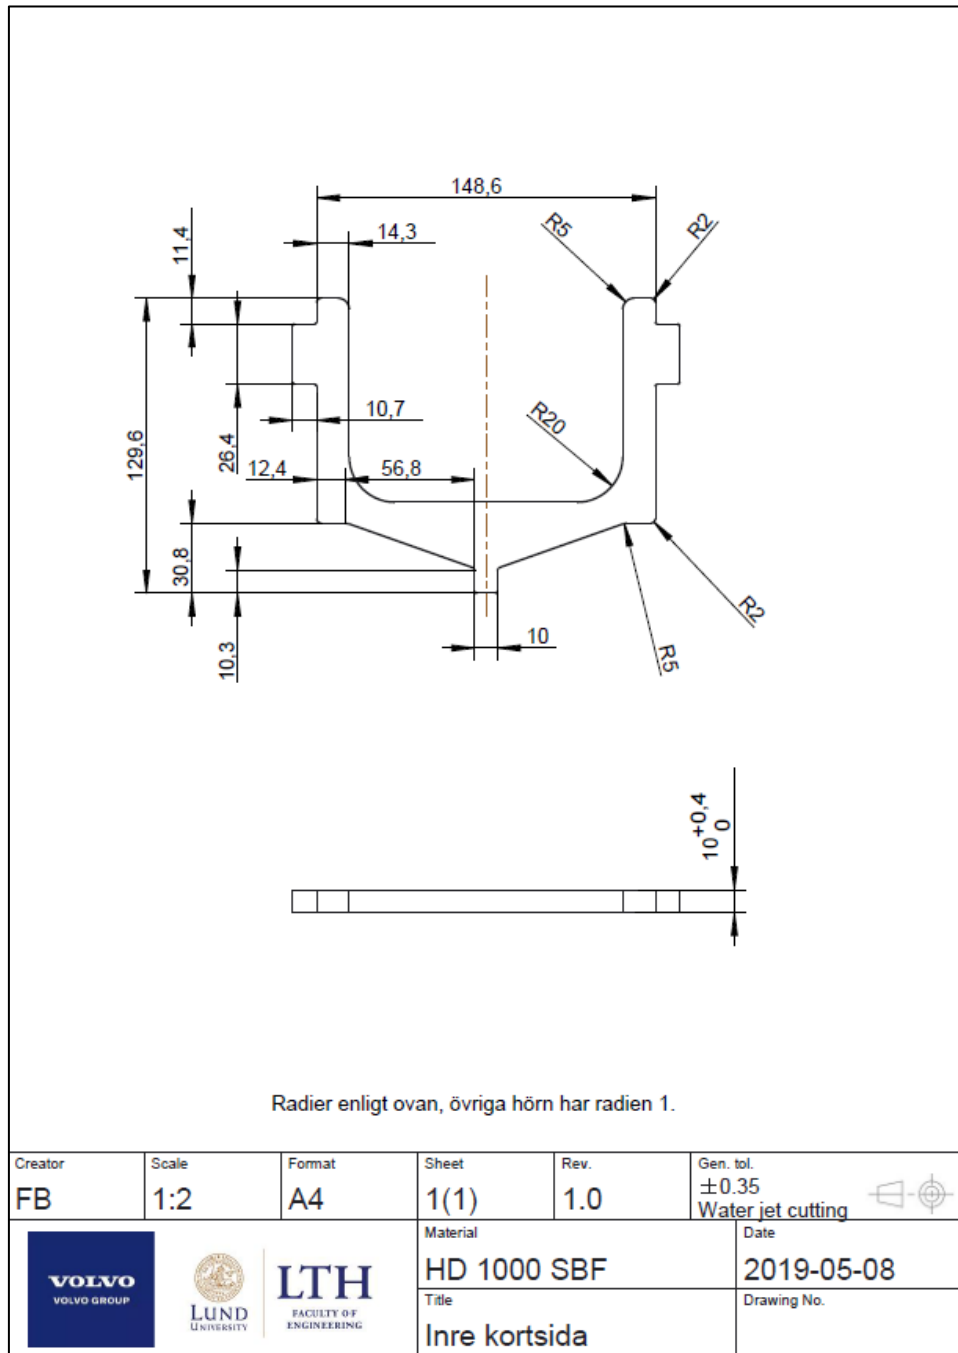 148,6
14,3
R5
R2
11,4
10,7
R20
26,4
129,6
12,4
56,8
30,8
10,3
10
R5
R2
10 +0,4
0
Radier enligt ovan, övriga hörn har radien 1.
Creator
FB
Scale
1:2
Format
A4
Sheet
1(1)
Rev.
1.0
Gen. tol.
±0.35
Water jet cutting
VOLVO
VOLVO GROUP
LUND
UNIVERSITY
LTH
FACULTY OF
ENGINEERING
Material
HD 1000 SBF
Date
2019-05-08
Title
Inre kortsida
Drawing No.